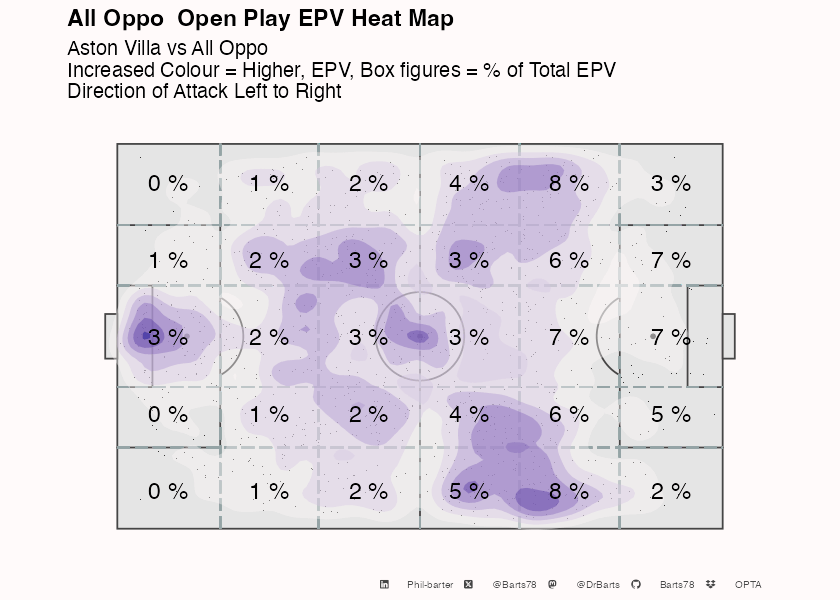 All Oppo  Open Play EPV Heat Map
Aston Villa vs All Oppo
Increased Colour = Higher, EPV, Box figures = % of Total EPV
Direction of Attack Left to Right
0 % 1 % 2 % 4 % 8 % 3 %
1 % 2 % 3 % 3 % 6 % 7 %
3 % 2 % 3 % 3 % 7 % 7 %
0 % 1 % 2 % 4 % 6 % 5 %
0 % 1 % 2 % 5 % 8 % 2 %
Phil-barter @Barts78 @DrBarts Barts78 OPTA